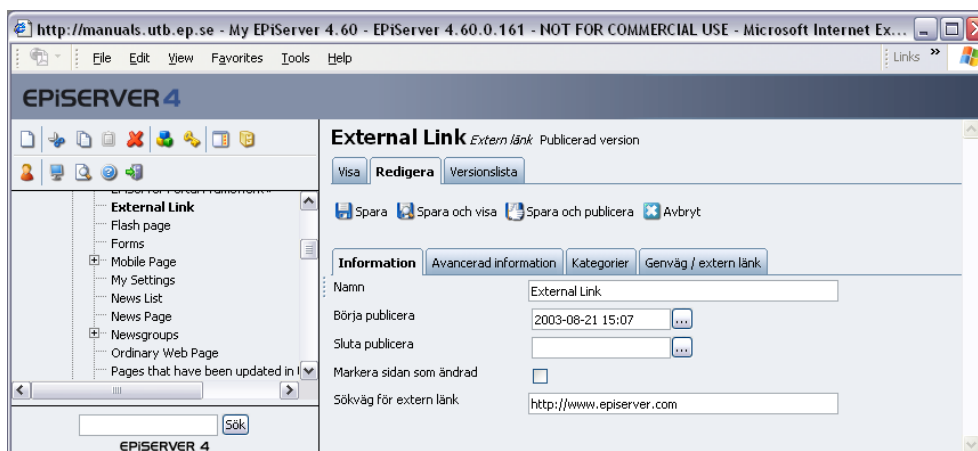 http://manuals.utb.ep.se - My EPiServer 4.60 - EPiServer 4.60.0.161 - NOT FOR COMMERCIAL USE - Microsoft Internet Ex...
File Edit View Favorites Tools Help Links »
EPiSERVER 4
External Link
Flash page
Forms
Mobile Page
My Settings
News List
News Page
Newsgroups
Ordinary Web Page
Pages that have been updated in
Sök
EPiSERVER 4
External Link Extern länk Publicerad version
Visa Redigera Versionslista
Spara Spara och visa Spara och publicera Avbryt
Information Avancerad information Kategorier Genväg / extern länk
Namn External Link
Börja publicera 2003-08-21 15:07 ...
Sluta publicera ...
Markera sidan som ändrad
Sökväg för extern länk http://www.episerver.com